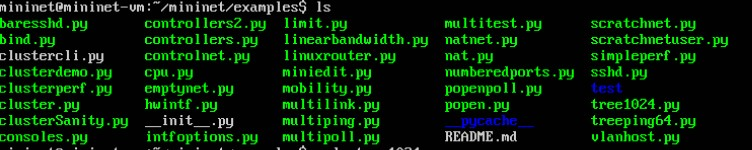 mininet@mininet-vm:~/mininet/examples$ ls
baresshd.py controllers2.py limit.py multitest.py scratchnet.py
bind.py controllers.py linearbandwidth.py natnet.py scratchnetuser.py
clustercli.py controlnet.py linuxrouter.py nat.py simpleperf.py
clusterdemo.py cpu.py miniedit.py numberedports.py sshd.py
clusterperf.py emptynet.py mobility.py popenpoll.py test
cluster.py hwintf.py multilink.py popen.py tree1024.py
clusterSanity.py __init__.py multiping.py __pycache__ treeping64.py
consoles.py intfoptions.py multipoll.py README.md vlanhost.py